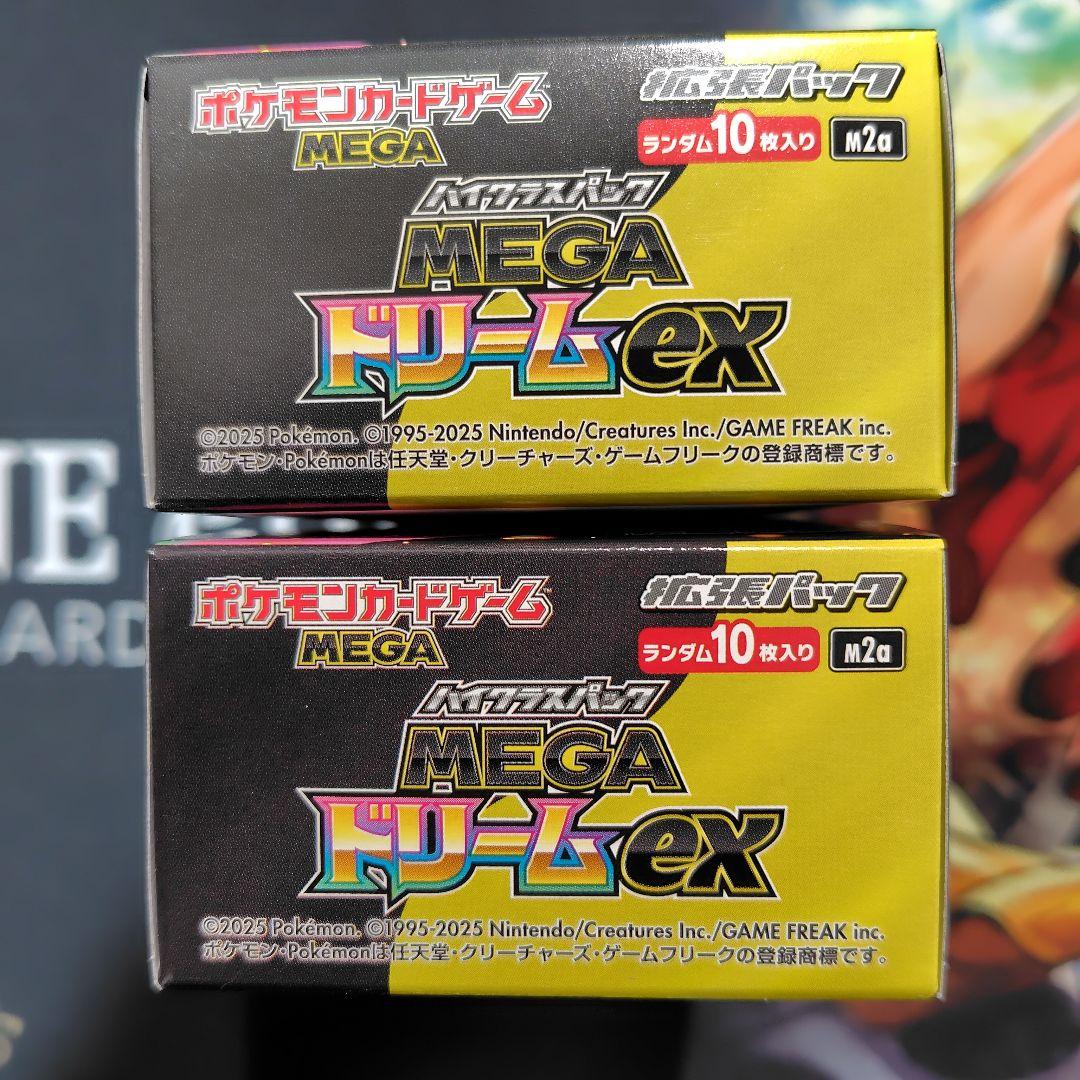 ポケモンカードゲーム
MEGA
拡張パック
ランダム10枚入り
M2a
ハイクラスパック
MEGA
ドリームex
©2025 Pokémon. ©1995-2025 Nintendo/Creatures Inc./GAME FREAK inc.
ポケモン・Pokémonは任天堂・クリーチャーズ・ゲームフリークの登録商標です。
ポケモンカードゲーム
MEGA
拡張パック
ランダム10枚入り
M2a
ハイクラスパック
MEGA
ドリームex
©2025 Pokémon. ©1995-2025 Nintendo/Creatures Inc./GAME FREAK inc.
ポケモン・Pokémonは任天堂・クリーチャーズ・ゲームフリークの登録商標です。